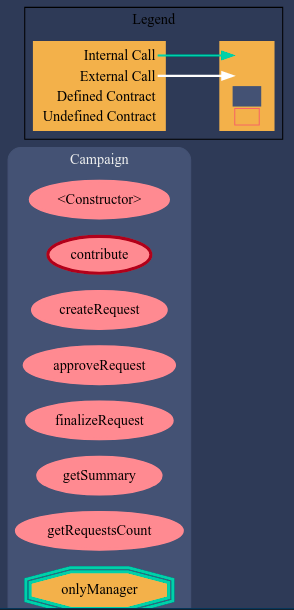 Legend
Internal Call
External Call
Defined Contract
Undefined Contract
Campaign
<Constructor>
contribute
createRequest
approveRequest
finalizeRequest
getSummary
getRequestsCount
onlyManager